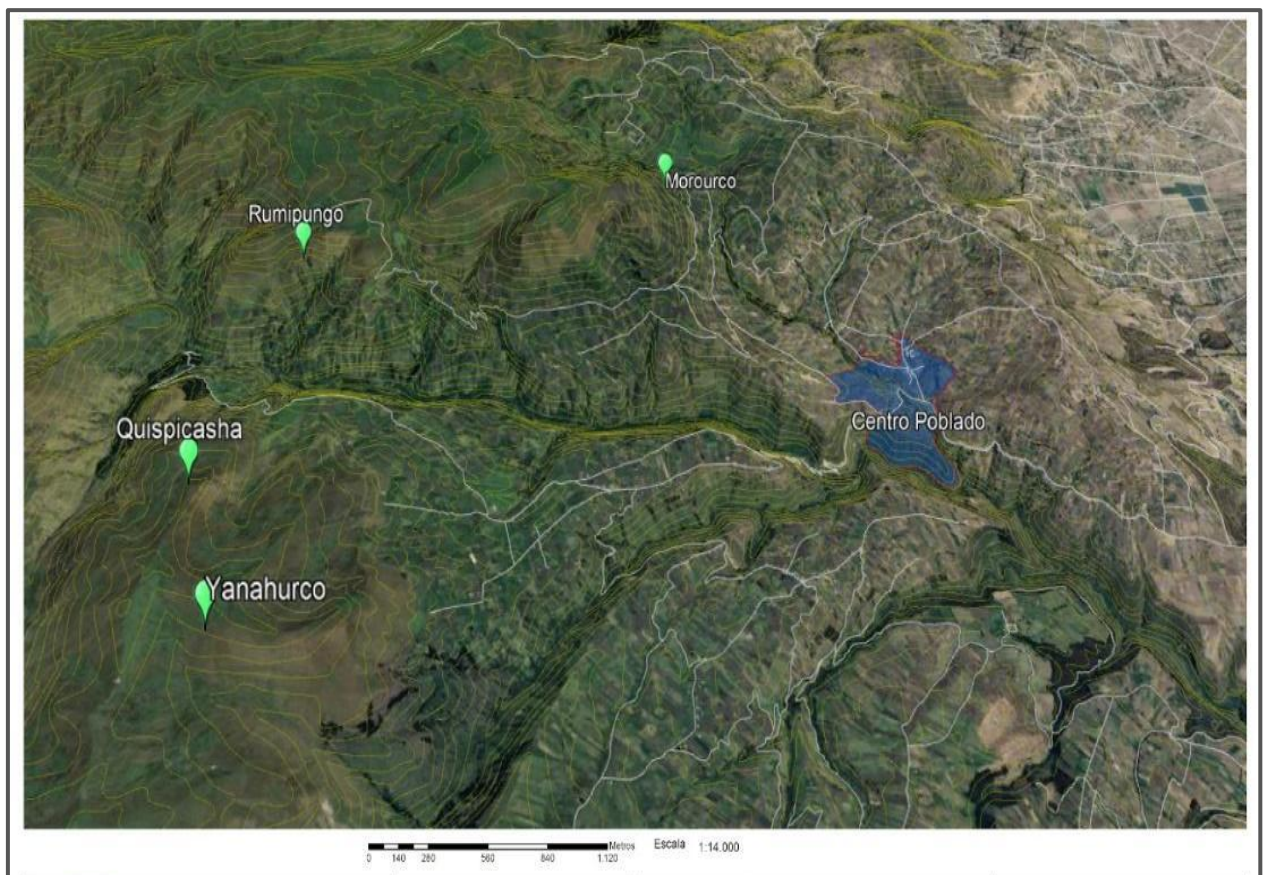 Morourco
Rumipungo
Centro Poblado
Quispicasha
Yanahurco
Metros Escala 1:14.000
0 140 280 560 840 1.120